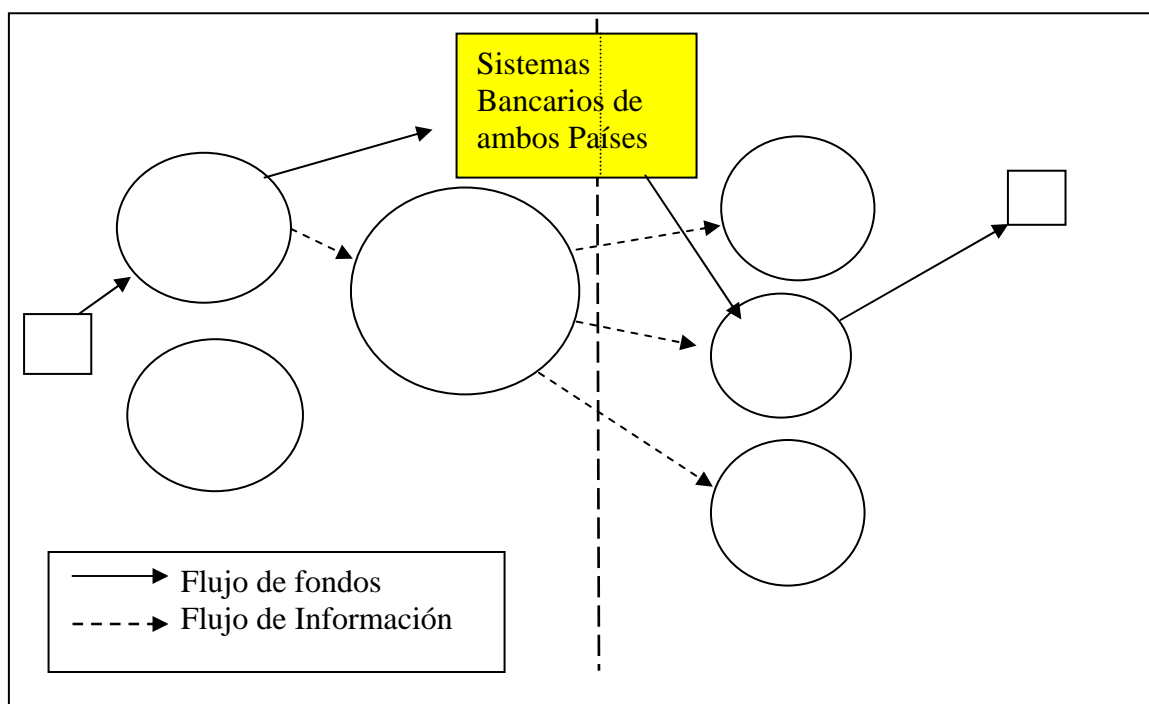 Sistemas
Bancarios de
ambos Países
Flujo de fondos
Flujo de Información